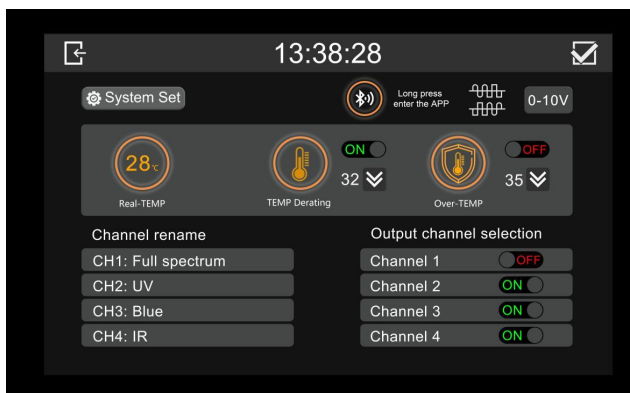 13:38:28
System Set
Long press
enter the APP
0-10V
28℃
ON
32
OFF
35
Real-TEMP
TEMP Derating
Over-TEMP
Channel rename
Output channel selection
CH1: Full spectrum
Channel 1
OFF
CH2: UV
Channel 2
ON
CH3: Blue
Channel 3
ON
CH4: IR
Channel 4
ON